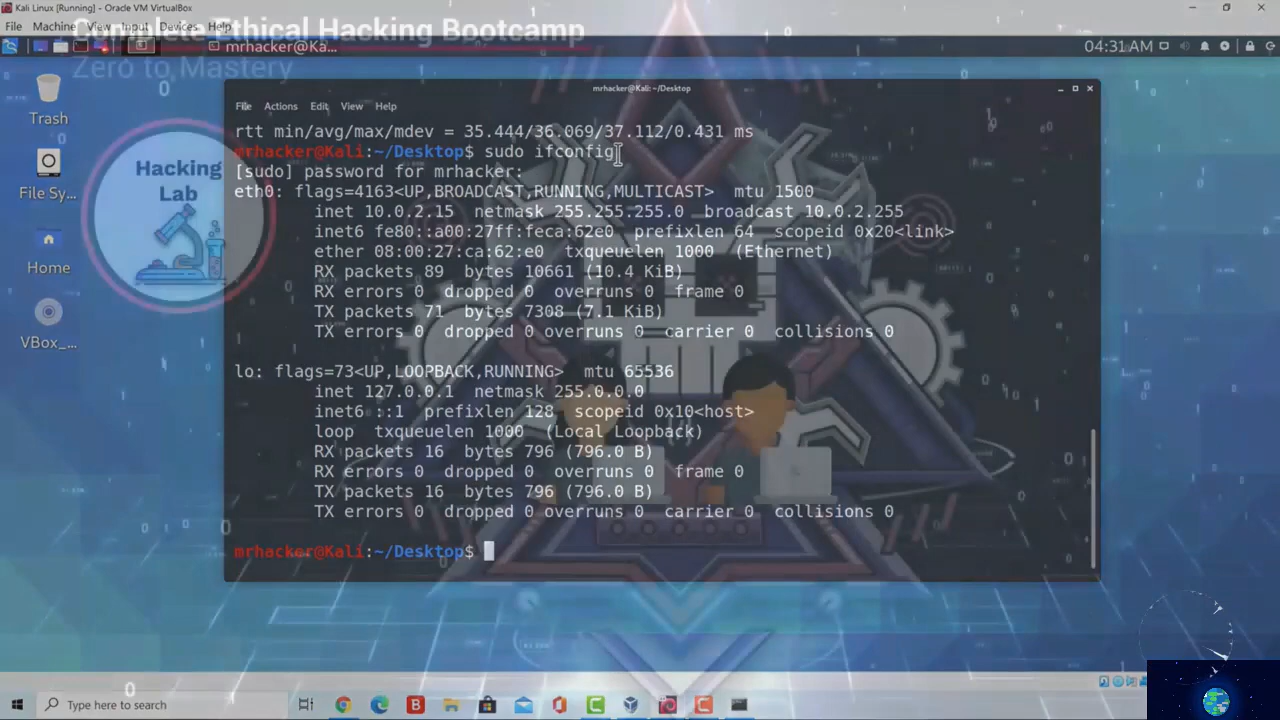 Kali Linux [Running] - Oracle VM VirtualBox
File Machine View Input Devices Help
Complete Ethical Hacking Bootcamp
mrhacker@Ka...
04:31AM
Zero to Mastery
mrhacker@Kali:~/Desktop
File Actions Edit View Help
Trash
File Sy...
Home
VBox_...
Hacking
Lab
rtt min/avg/max/mdev = 35.444/36.069/37.112/0.431 ms
mrhacker@Kali:~/Desktop$ sudo ifconfig
[sudo] password for mrhacker:
eth0: flags=4163<UP,BROADCAST,RUNNING,MULTICAST> mtu 1500
inet 10.0.2.15 netmask 255.255.255.0 broadcast 10.0.2.255
inet6 fe80::a00:27ff:feca:62e0 prefixlen 64 scopeid 0x20<link>
ether 08:00:27:ca:62:e0 txqueuelen 1000 (Ethernet)
RX packets 89 bytes 10661 (10.4 KiB)
RX errors 0 dropped 0 overruns 0 frame 0
TX packets 71 bytes 7308 (7.1 KiB)
TX errors 0 dropped 0 overruns 0 carrier 0 collisions 0
lo: flags=73<UP,LOOPBACK,RUNNING> mtu 65536
inet 127.0.0.1 netmask 255.0.0.0
inet6 ::1 prefixlen 128 scopeid 0x10<host>
loop txqueuelen 1000 (Local Loopback)
RX packets 16 bytes 796 (796.0 B)
RX errors 0 dropped 0 overruns 0 frame 0
TX packets 16 bytes 796 (796.0 B)
TX errors 0 dropped 0 overruns 0 carrier 0 collisions 0
mrhacker@Kali:~/Desktop$
Type here to search